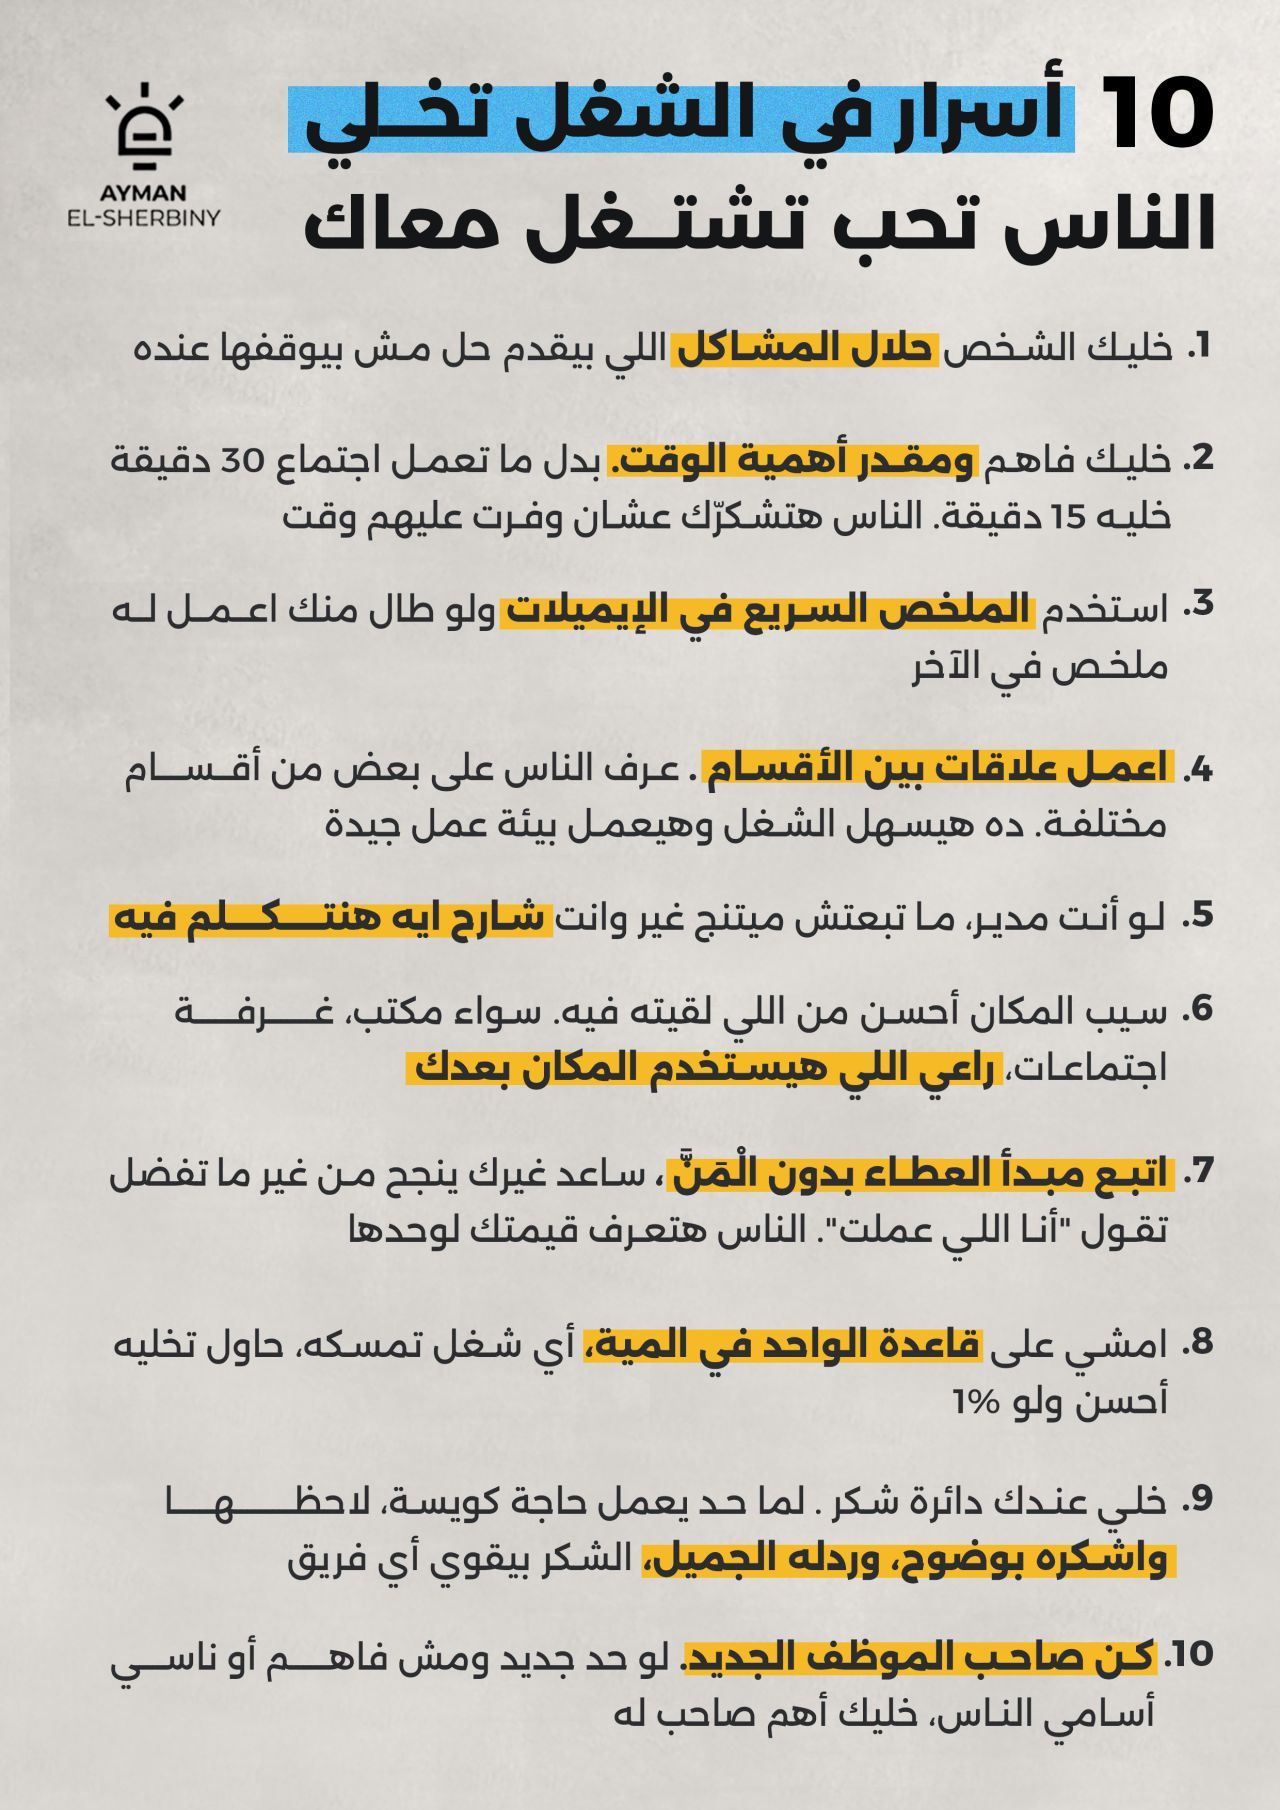 10 أسرار في الشغل تخلي
الناس تحب تشتغل معاك
AYMAN
EL-SHERBINY
1. خليك الشخص حلال المشاكل اللي بيقدم حل مش بيوقفها عنده
2. خليك فاهم ومقدر أهمية الوقت. بدل ما تعمل اجتماع 30 دقيقة
خليه 15 دقيقة. الناس هتشكرّك عشان وفرت عليهم وقت
3. استخدم الملخص السريع في الإيميلات ولو طال منك اعمل له
ملخص في الآخر
4. اعمل علاقات بين الأقسام . عرف الناس على بعض من أقسام
مختلفة. ده هيسهل الشغل وهيعمل بيئة عمل جيدة
5. لو أنت مدير، ما تبعتش ميتنج غير وانت شارح ايه هنتكلم فيه
6. سيب المكان أحسن من اللي لقيته فيه. سواء مكتب، غرفة
اجتماعات، راعي اللي هيستخدم المكان بعدك
7. اتبع مبدأ العطاء بدون الْمَنَّ ، ساعد غيرك ينجح من غير ما تفضل
تقول "أنا اللي عملت". الناس هتعرف قيمتك لوحدها
8. امشي على قاعدة الواحد في المية، أي شغل تمسكه، حاول تخليه
أحسن ولو 1%
9. خلي عندك دائرة شكر . لما حد يعمل حاجة كويسة، لاحظها
واشكره بوضوح، وردله الجميل، الشكر بيقوي أي فريق
10. كن صاحب الموظف الجديد. لو حد جديد ومش فاهم أو ناسي
أسامي الناس، خليك أهم صاحب له